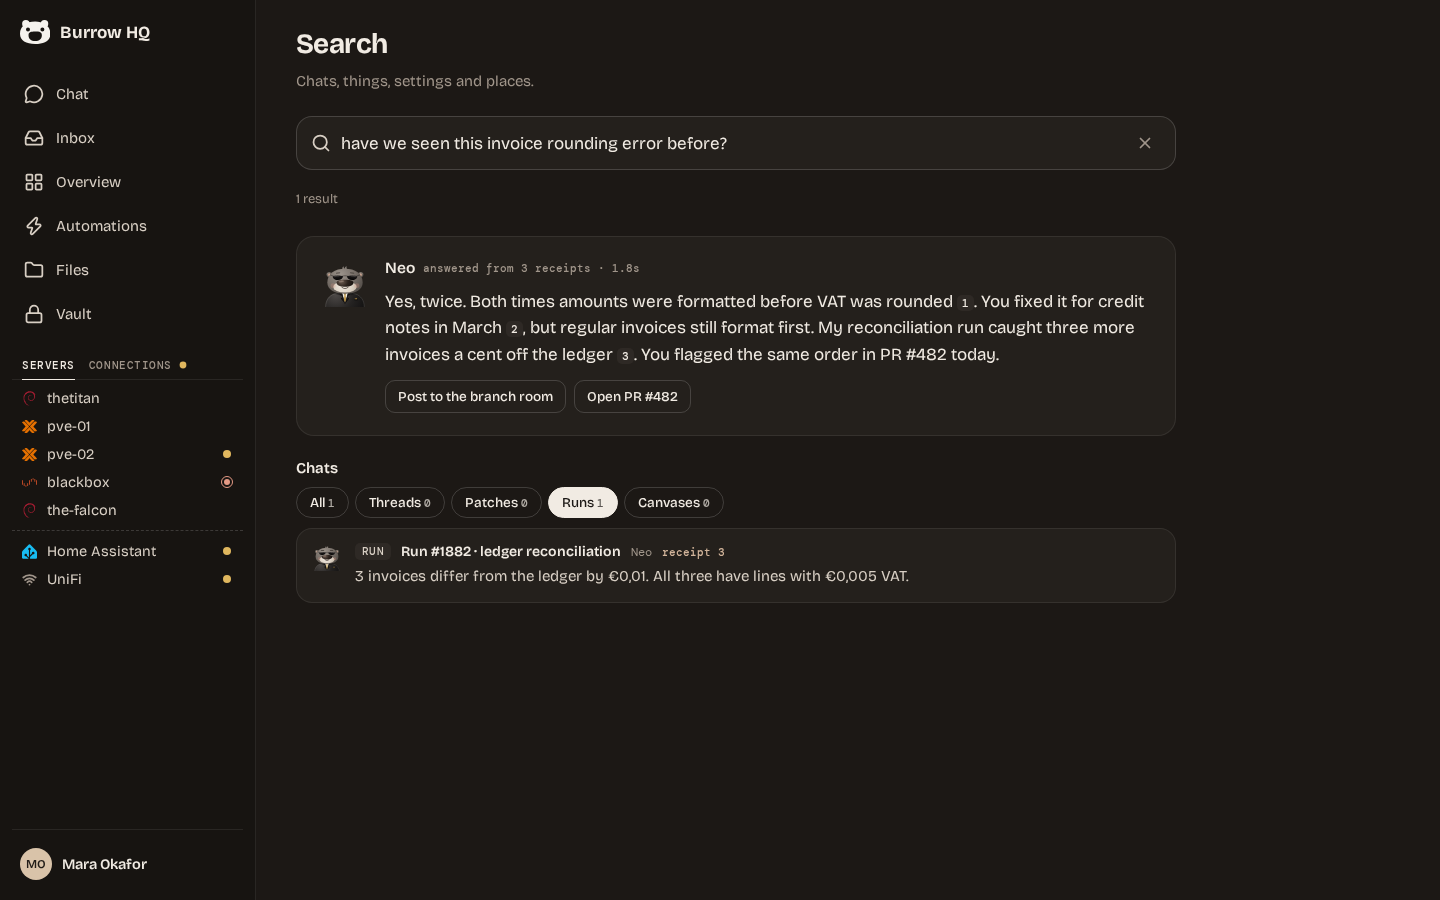 Burrow HQ
Chat
Inbox
Overview
Automations
Files
Vault
SERVERS CONNECTIONS
thetitan
pve-01
pve-02
blackbox
the-falcon
Home Assistant
UniFi
MO Mara Okafor
Search
Chats, things, settings and places.
have we seen this invoice rounding error before?
1 result
Neo answered from 3 receipts · 1.8s
Yes, twice. Both times amounts were formatted before VAT was rounded 1. You fixed it for credit
notes in March 2, but regular invoices still format first. My reconciliation run caught three more
invoices a cent off the ledger 3. You flagged the same order in PR #482 today.
Post to the branch room Open PR #482
Chats
All 1 Threads 0 Patches 0 Runs 1 Canvases 0
RUN Run #1882 · ledger reconciliation Neo receipt 3
3 invoices differ from the ledger by €0,01. All three have lines with €0,005 VAT.